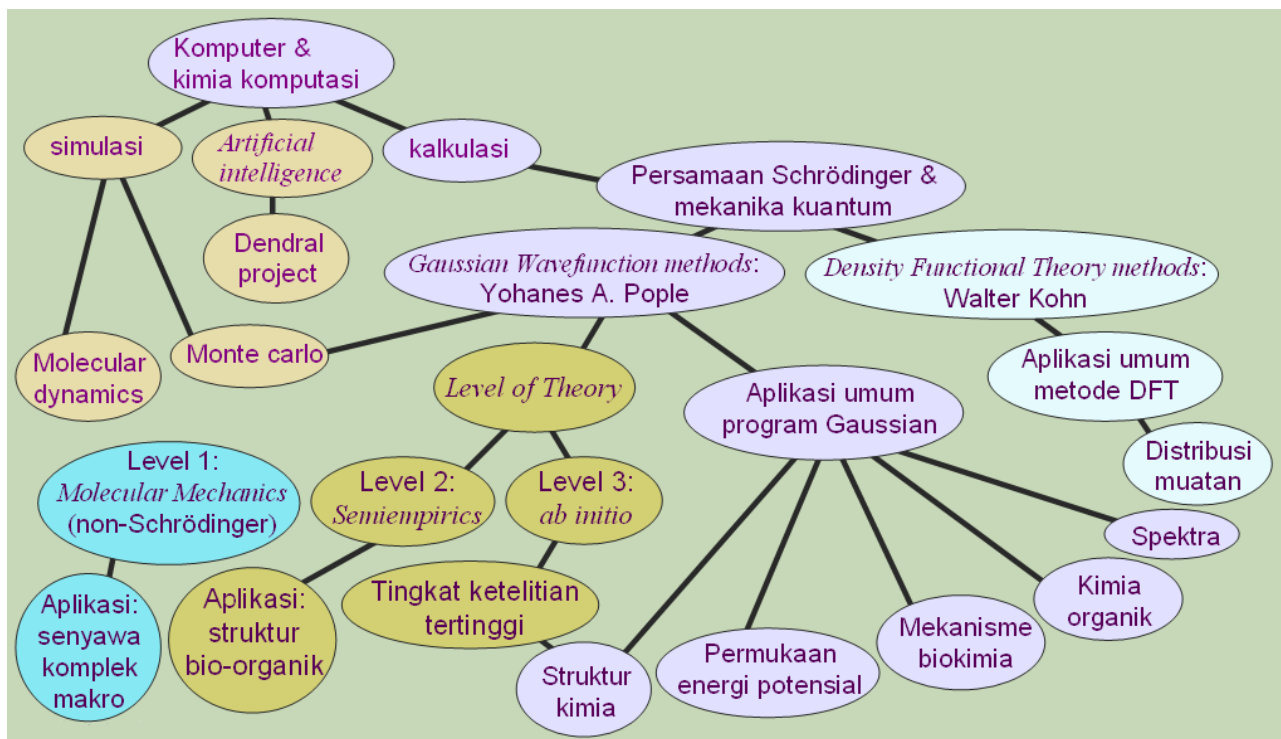 Komputer &
kimia komputasi
simulasi
Artificial
intelligence
kalkulasi
Persamaan Schrödinger &
mekanika kuantum
Dendral
project
Gaussian Wavefunction methods:
Yohanes A. Pople
Density Functional Theory methods:
Walter Kohn
Molecular
dynamics
Monte carlo
Level of Theory
Aplikasi umum
program Gaussian
Aplikasi umum
metode DFT
Level 1:
Molecular Mechanics
(non-Schrödinger)
Level 2:
Semiempirics
Level 3:
ab initio
Distribusi
muatan
Spektra
Aplikasi:
senyawa
komplek
makro
Aplikasi:
struktur
bio-organik
Tingkat ketelitian
tertinggi
Struktur
kimia
Permukaan
energi potensial
Mekanisme
biokimia
Kimia
organik